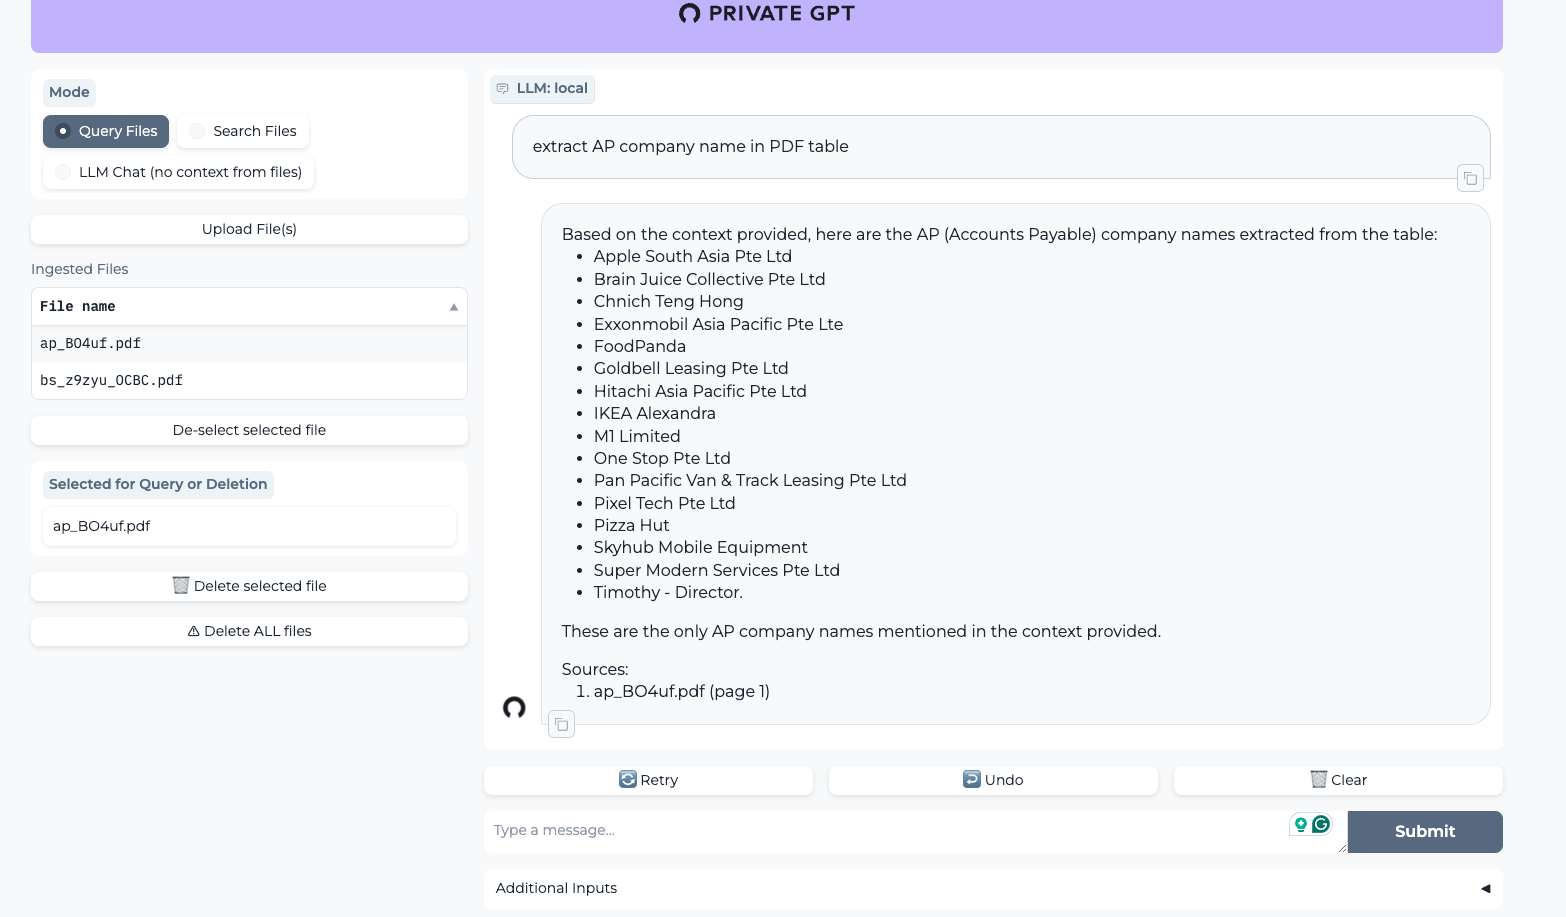 PRIVATE GPT
Mode
Query Files
Search Files
LLM Chat (no context from files)
Upload File(s)
Ingested Files
File name
ap_BO4uf.pdf
bs_z9zyu_OCBC.pdf
De-select selected file
Selected for Query or Deletion
ap_BO4uf.pdf
Delete selected file
Delete ALL files
LLM: local
extract AP company name in PDF table
Based on the context provided, here are the AP (Accounts Payable) company names extracted from the table:
• Apple South Asia Pte Ltd
• Brain Juice Collective Pte Ltd
• Chnich Teng Hong
• Exxonmobil Asia Pacific Pte Lte
• FoodPanda
• Goldbell Leasing Pte Ltd
• Hitachi Asia Pacific Pte Ltd
• IKEA Alexandra
• M1 Limited
• One Stop Pte Ltd
• Pan Pacific Van & Track Leasing Pte Ltd
• Pixel Tech Pte Ltd
• Pizza Hut
• Skyhub Mobile Equipment
• Super Modern Services Pte Ltd
• Timothy - Director.
These are the only AP company names mentioned in the context provided.
Sources:
1. ap_BO4uf.pdf (page 1)
Retry
Undo
Clear
Type a message...
Submit
Additional Inputs